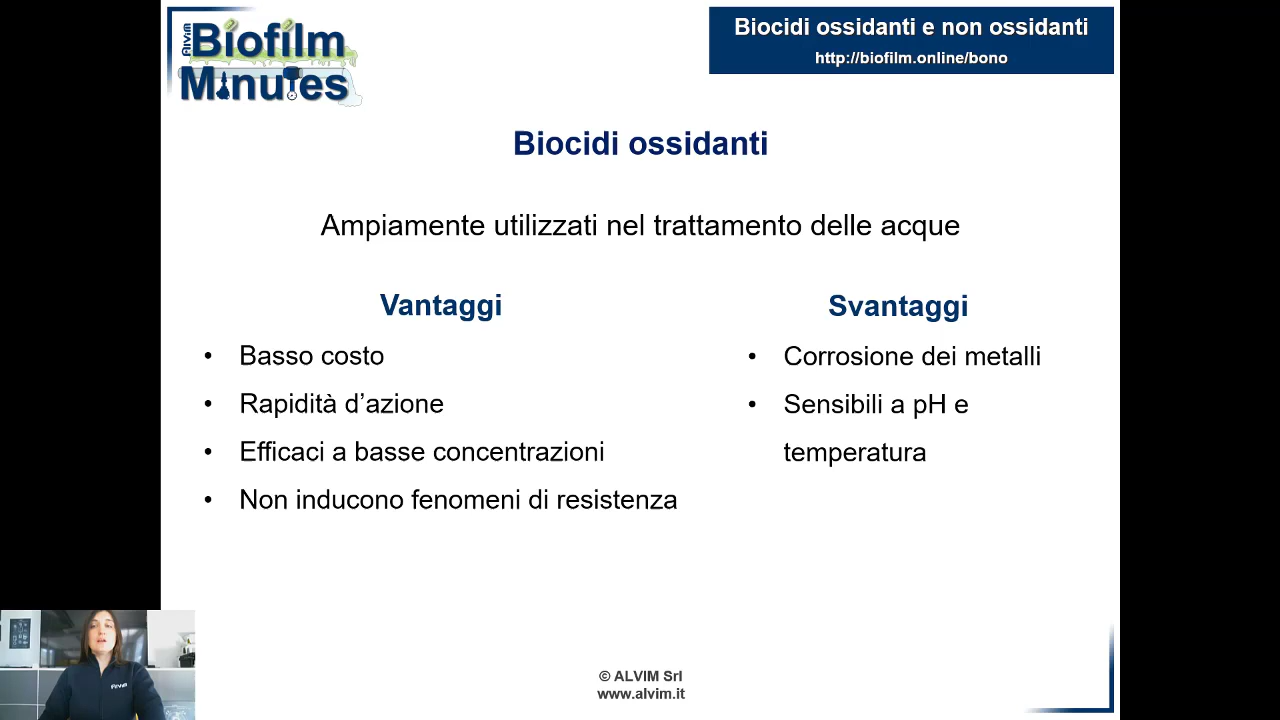 ALVIM
Biofilm
Minutes
Biocidi ossidanti e non ossidanti
http://biofilm.online/bono
Biocidi ossidanti
Ampiamente utilizzati nel trattamento delle acque
Vantaggi
• Basso costo
• Rapidità d’azione
• Efficaci a basse concentrazioni
• Non inducono fenomeni di resistenza
Svantaggi
• Corrosione dei metalli
• Sensibili a pH e
temperatura
ALVIM
© ALVIM Srl
www.alvim.it